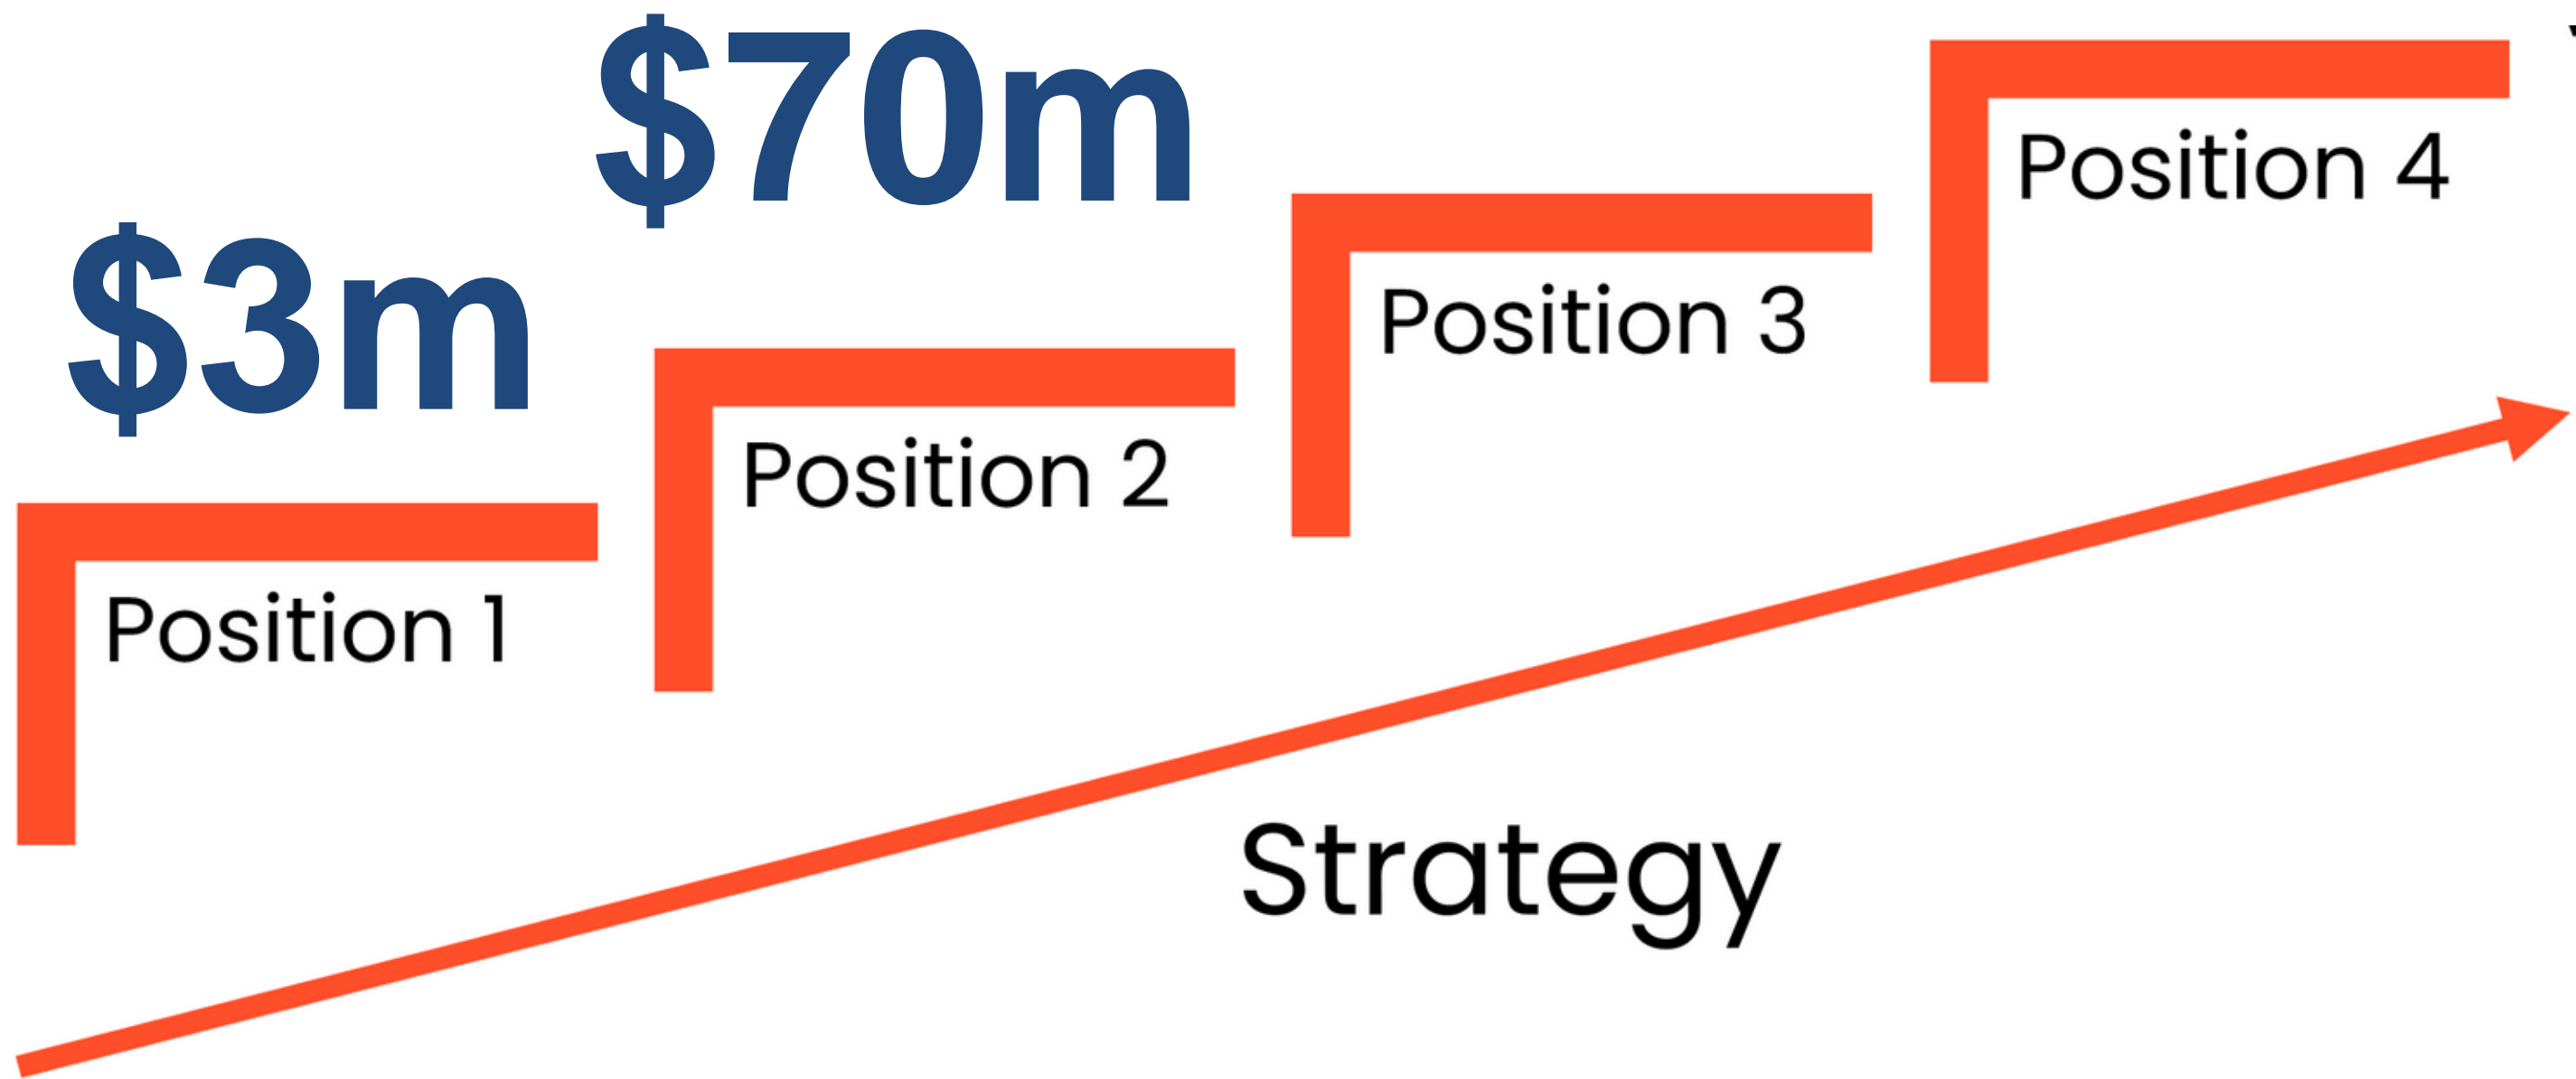 $70m
$3m
Position 4
Position 3
Position 2
Position 1
Strategy